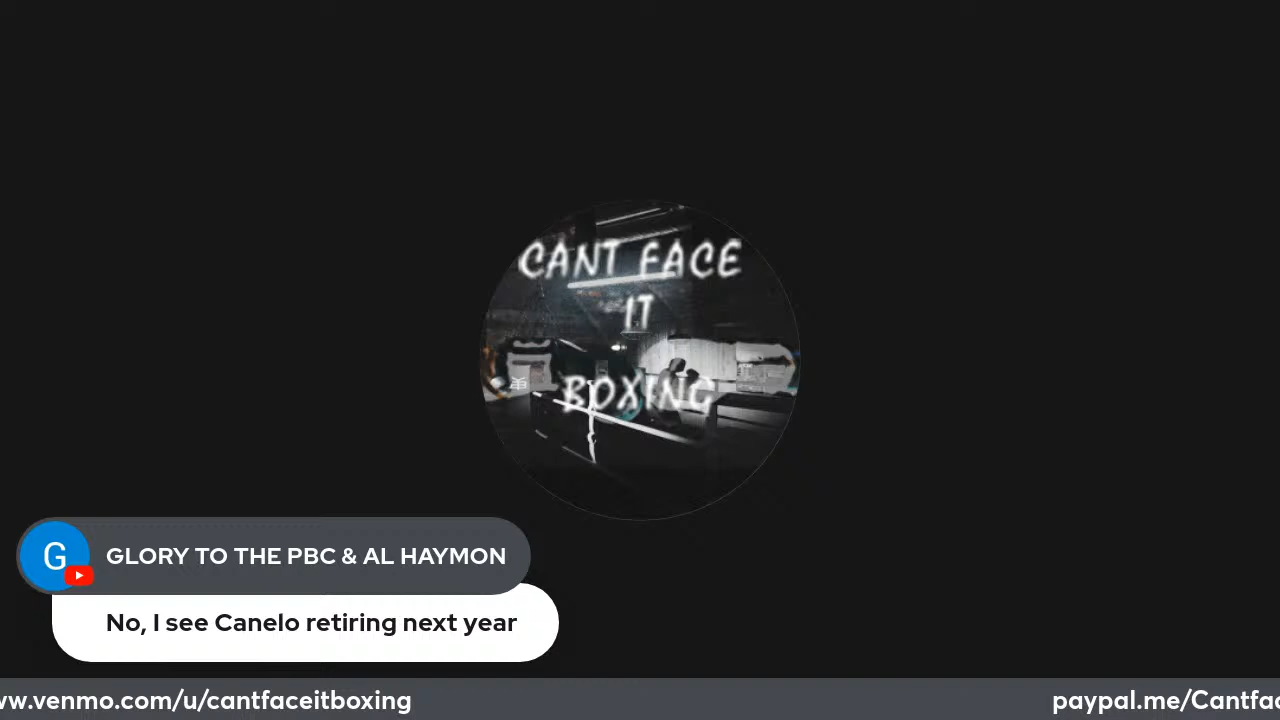 CANT FACE
IT
BOXING
G
GLORY TO THE PBC & AL HAYMON
No, I see Canelo retiring next year
w.venmo.com/u/cantfaceitboxing
paypal.me/Cantfac